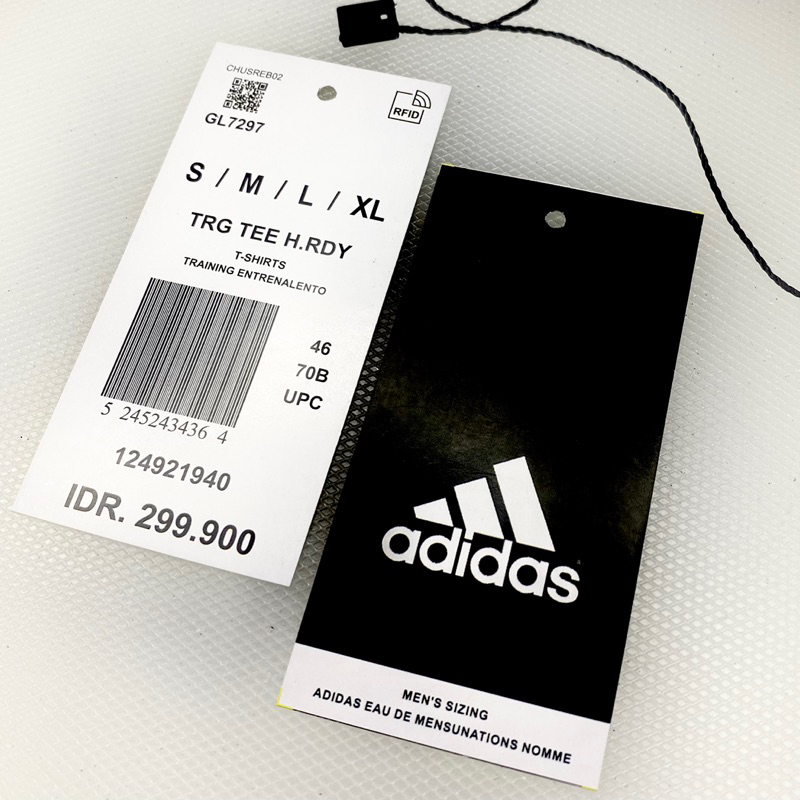 CHUSREB02
GL7297
RFID
S / M / L / XL
TRG TEE H.RDY
T-SHIRTS
TRAINING ENTRENALENTO
46
70B
UPC
5 245243436 4
124921940
IDR. 299.900
adidas
MEN'S SIZING
ADIDAS EAU DE MENSUNATIONS NOMME